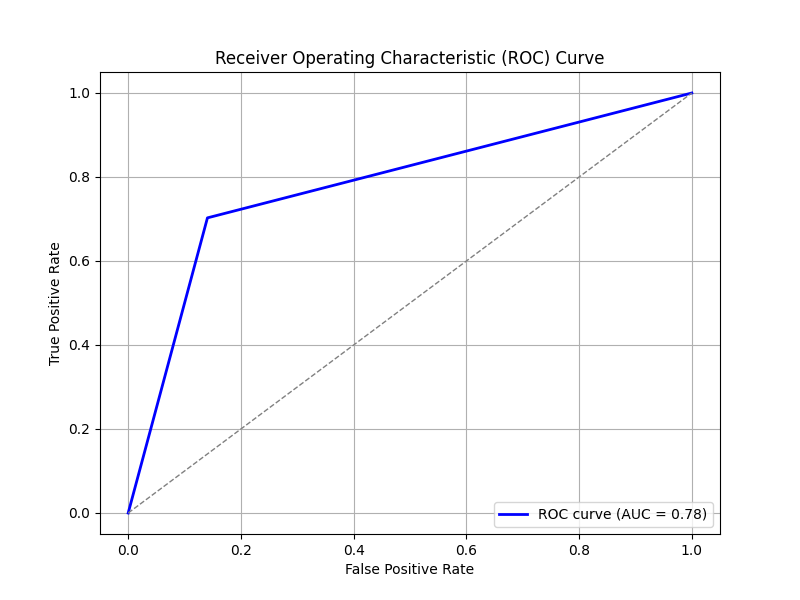 Receiver Operating Characteristic (ROC) Curve
1.0
0.8
0.6
0.4
0.2
0.0
True Positive Rate
ROC curve (AUC = 0.78)
0.0 0.2 0.4 0.6 0.8 1.0
False Positive Rate